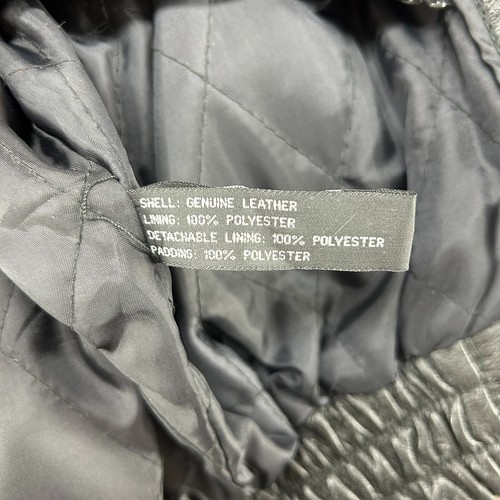 SHELL: GENUINE LEATHER
LINING: 100% POLYESTER
DETACHABLE LINING: 100% POLYESTER
PADDING: 100% POLYESTER